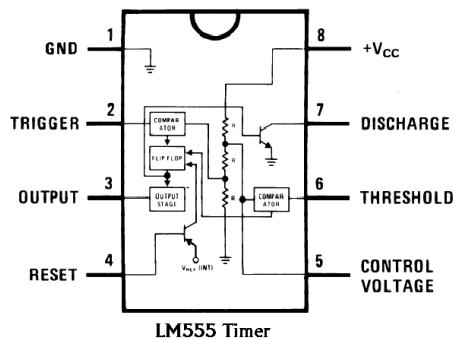 1
GND
8
+VCC
2
TRIGGER
COMPAR
ATOR
R
7
DISCHARGE
FLIP FLOP
R
3
OUTPUT
OUTPUT
STAGE
R
COMPAR
ATOR
6
THRESHOLD
4
RESET
VREF (INT)
5
CONTROL
VOLTAGE
LM555 Timer